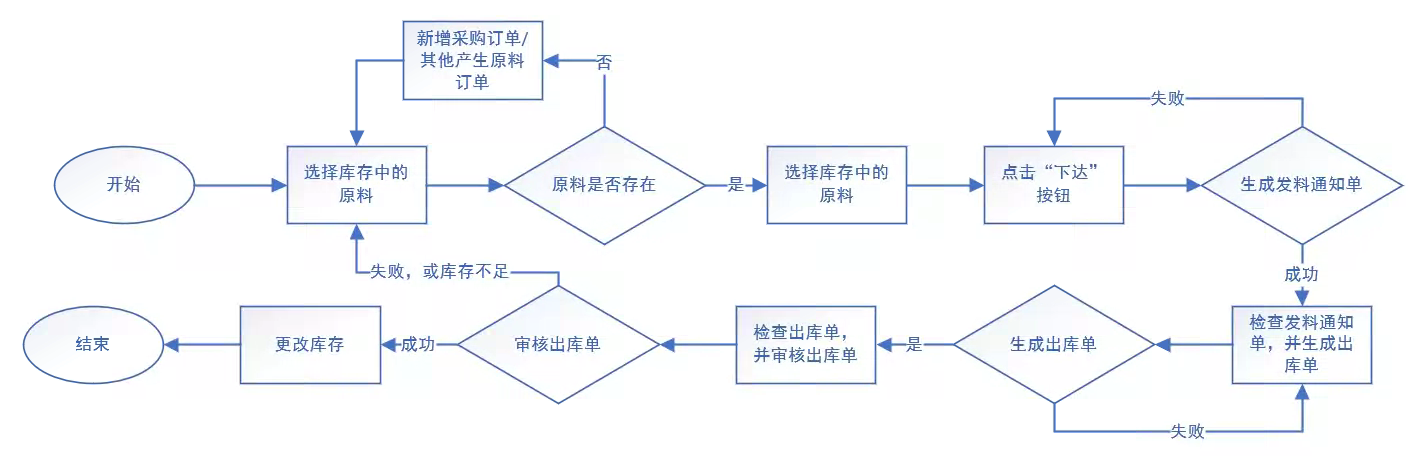 新增采购订单/
其他产生原料
订单
否
失败
开始
选择库存中的
原料
原料是否存在
是
选择库存中的
原料
点击“下达”
按钮
生成发料通知单
失败，或库存不足
成功
结束
更改库存
成功
审核出库单
检查出库单，
并审核出库单
是
生成出库单
检查发料通知
单，并生成出
库单
失败